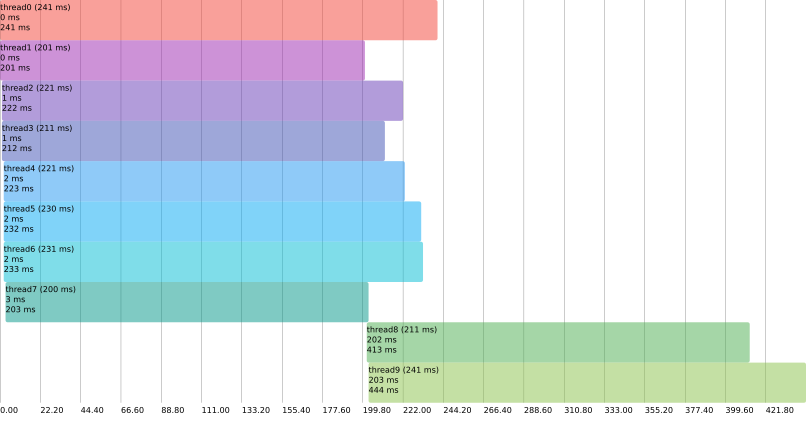 thread0 (241 ms)
0 ms
241 ms
thread1 (201 ms)
0 ms
201 ms
thread2 (221 ms)
1 ms
222 ms
thread3 (211 ms)
1 ms
212 ms
thread4 (221 ms)
2 ms
223 ms
thread5 (230 ms)
2 ms
232 ms
thread6 (231 ms)
2 ms
233 ms
thread7 (200 ms)
3 ms
203 ms
thread8 (211 ms)
202 ms
413 ms
thread9 (241 ms)
203 ms
444 ms
0.00 22.20 44.40 66.60 88.80 111.00 133.20 155.40 177.60 199.80 222.00 244.20 266.40 288.60 310.80 333.00 355.20 377.40 399.60 421.80